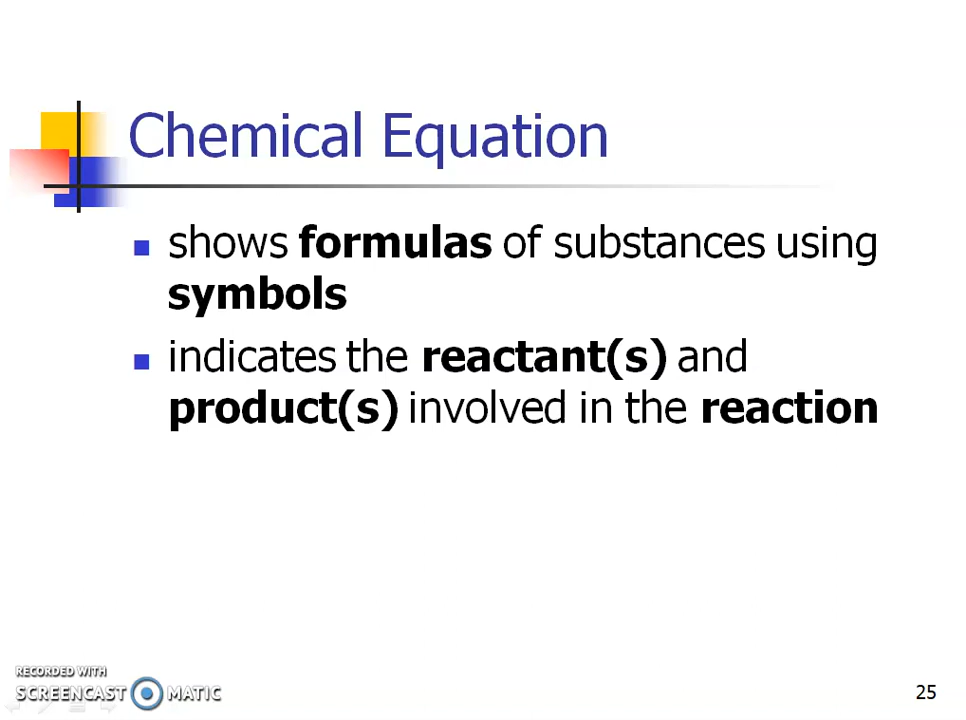 Chemical Equation
shows formulas of substances using
symbols
indicates the reactant(s) and
product(s) involved in the reaction
RECORDED WITH
SCREENCAST MATIC
25